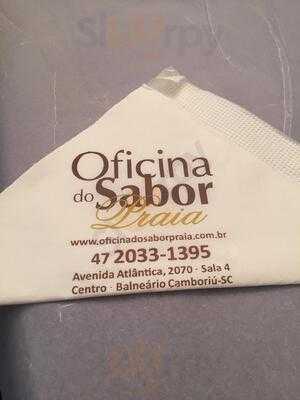 Slurrpy
Oficina
do Sabor
Praia
www.oficinadosaborpraia.com.br
47 2033-1395
Avenida Atlântica, 2070 - Sala 4
Centro - Balneário Camboriú-SC